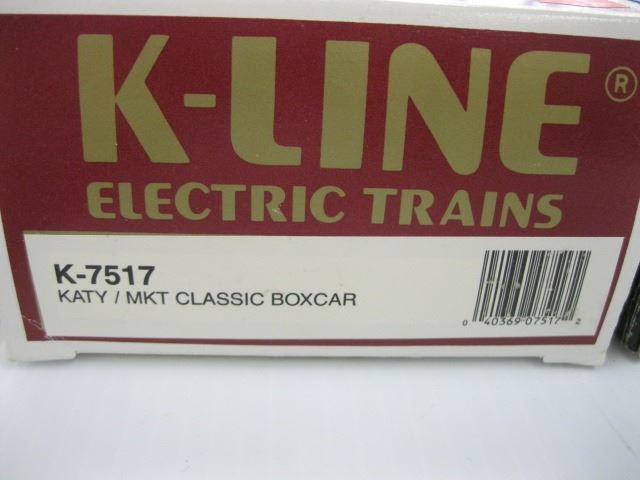 K-LINE®
ELECTRIC TRAINS
K-7517
KATY / MKT CLASSIC BOXCAR
0 40369 07517 2